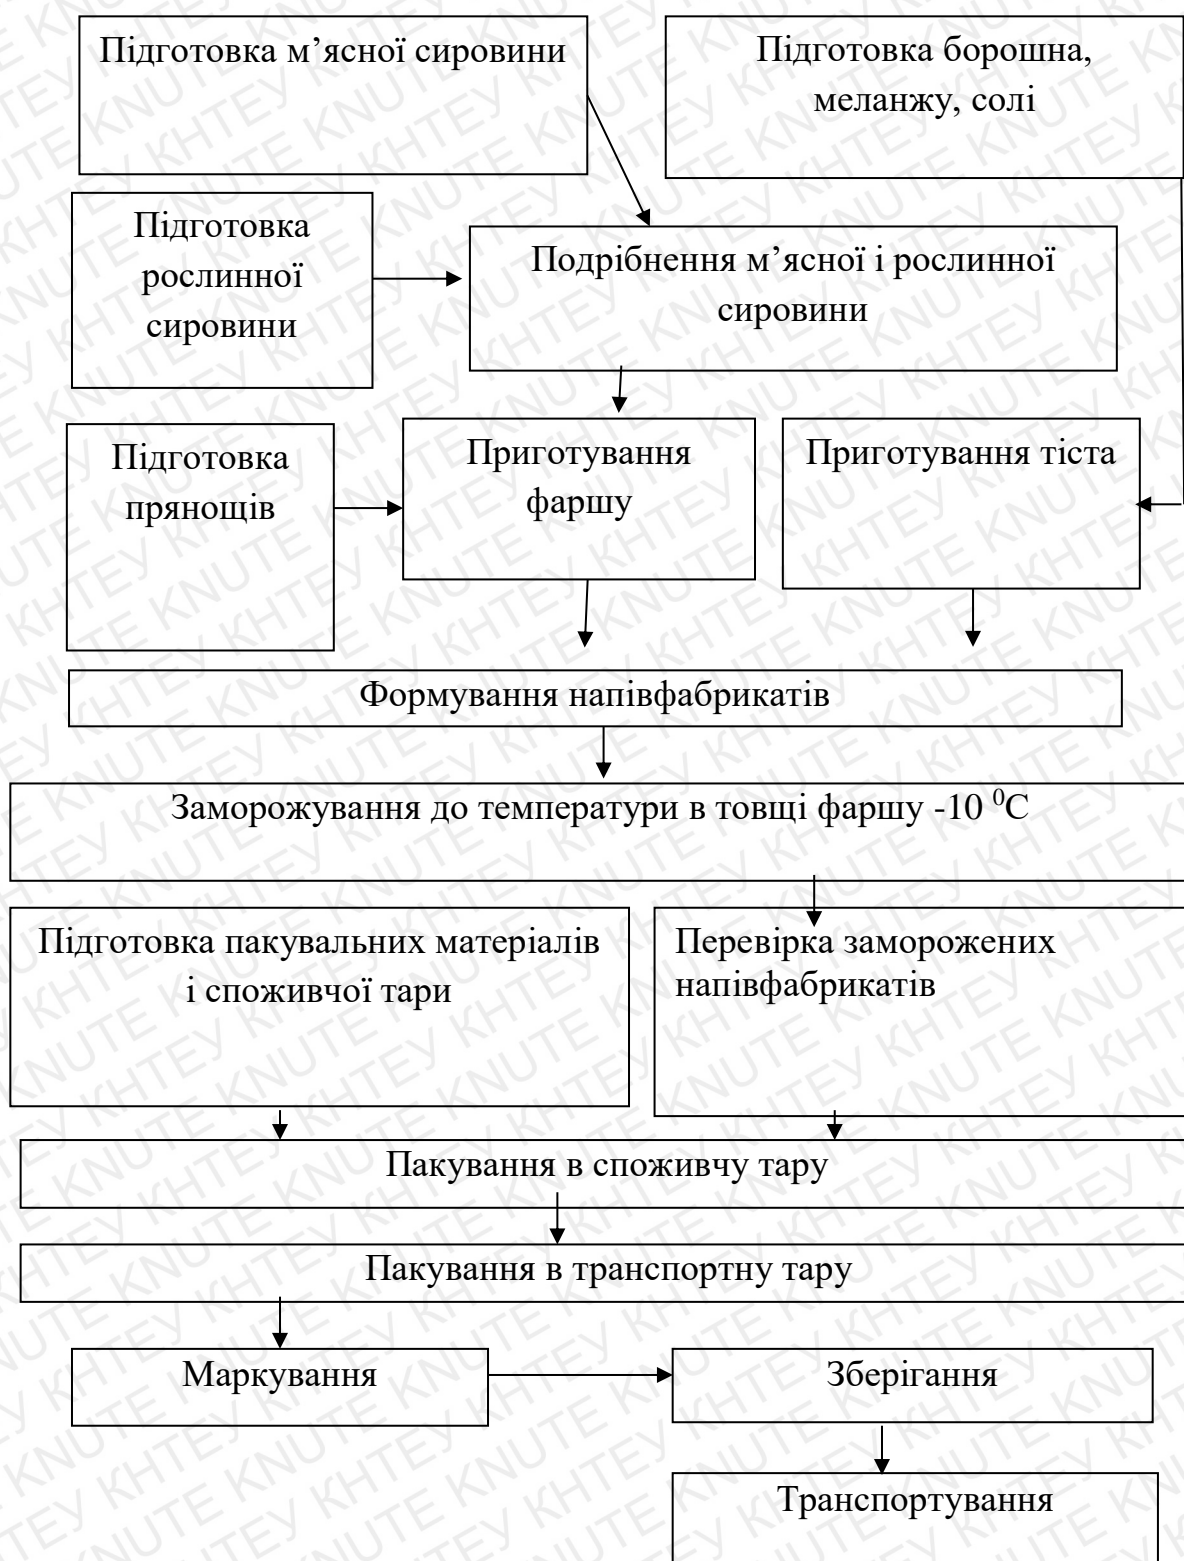 Підготовка м’ясної сировини
Підготовка борошна,
меланжу, солі
Підготовка
рослинної
сировини
Подрібнення м’ясної і рослинної
сировини
Підготовка
прянощів
Приготування
фаршу
Приготування тіста
Формування напівфабрикатів
Заморожування до температури в товщі фаршу -10 ⁰С
Підготовка пакувальних матеріалів
і споживчої тари
Перевірка заморожених
напівфабрикатів
Пакування в споживчу тару
Пакування в транспортну тару
Маркування
Зберігання
Транспортування